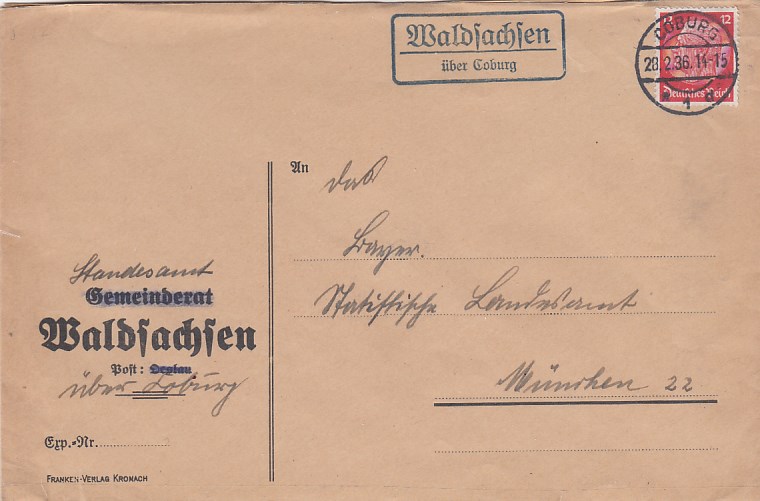 Waldsachsen
über Coburg
12
COBURG
28.2.36.11-15
1
Deutsches Reich
An
das
Bayer.
Statistische Landesamt
München 22
Standesamt
Gemeinderat
Waldsachsen
Post: Oeslau
über Coburg
Exp.-Nr.
FRANKEN-VERLAG KRONACH